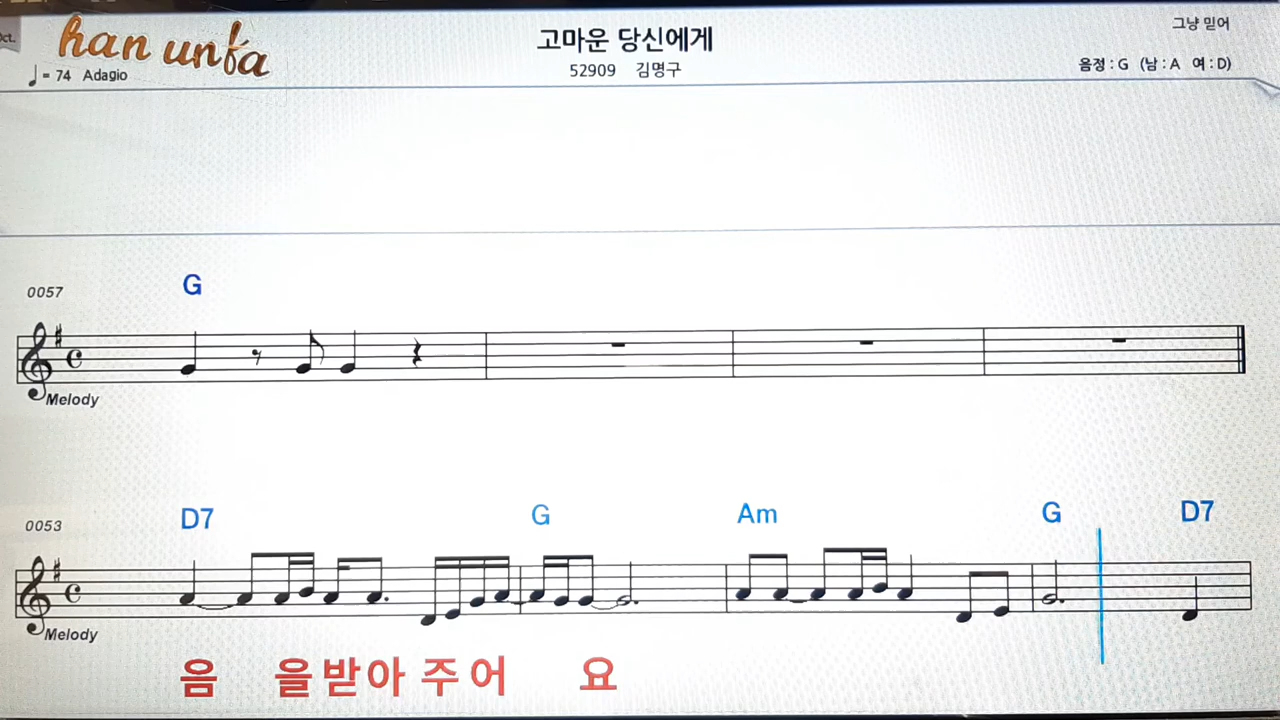 han unfa
고마운 당신에게
그냥 믿어
♩ = 74 Adagio
52909 김명구
음정 : G (남 : A 여 : D)
G
0057
Melody
D7 G Am G D7
0053
Melody
음 을 받 아 주 어 요